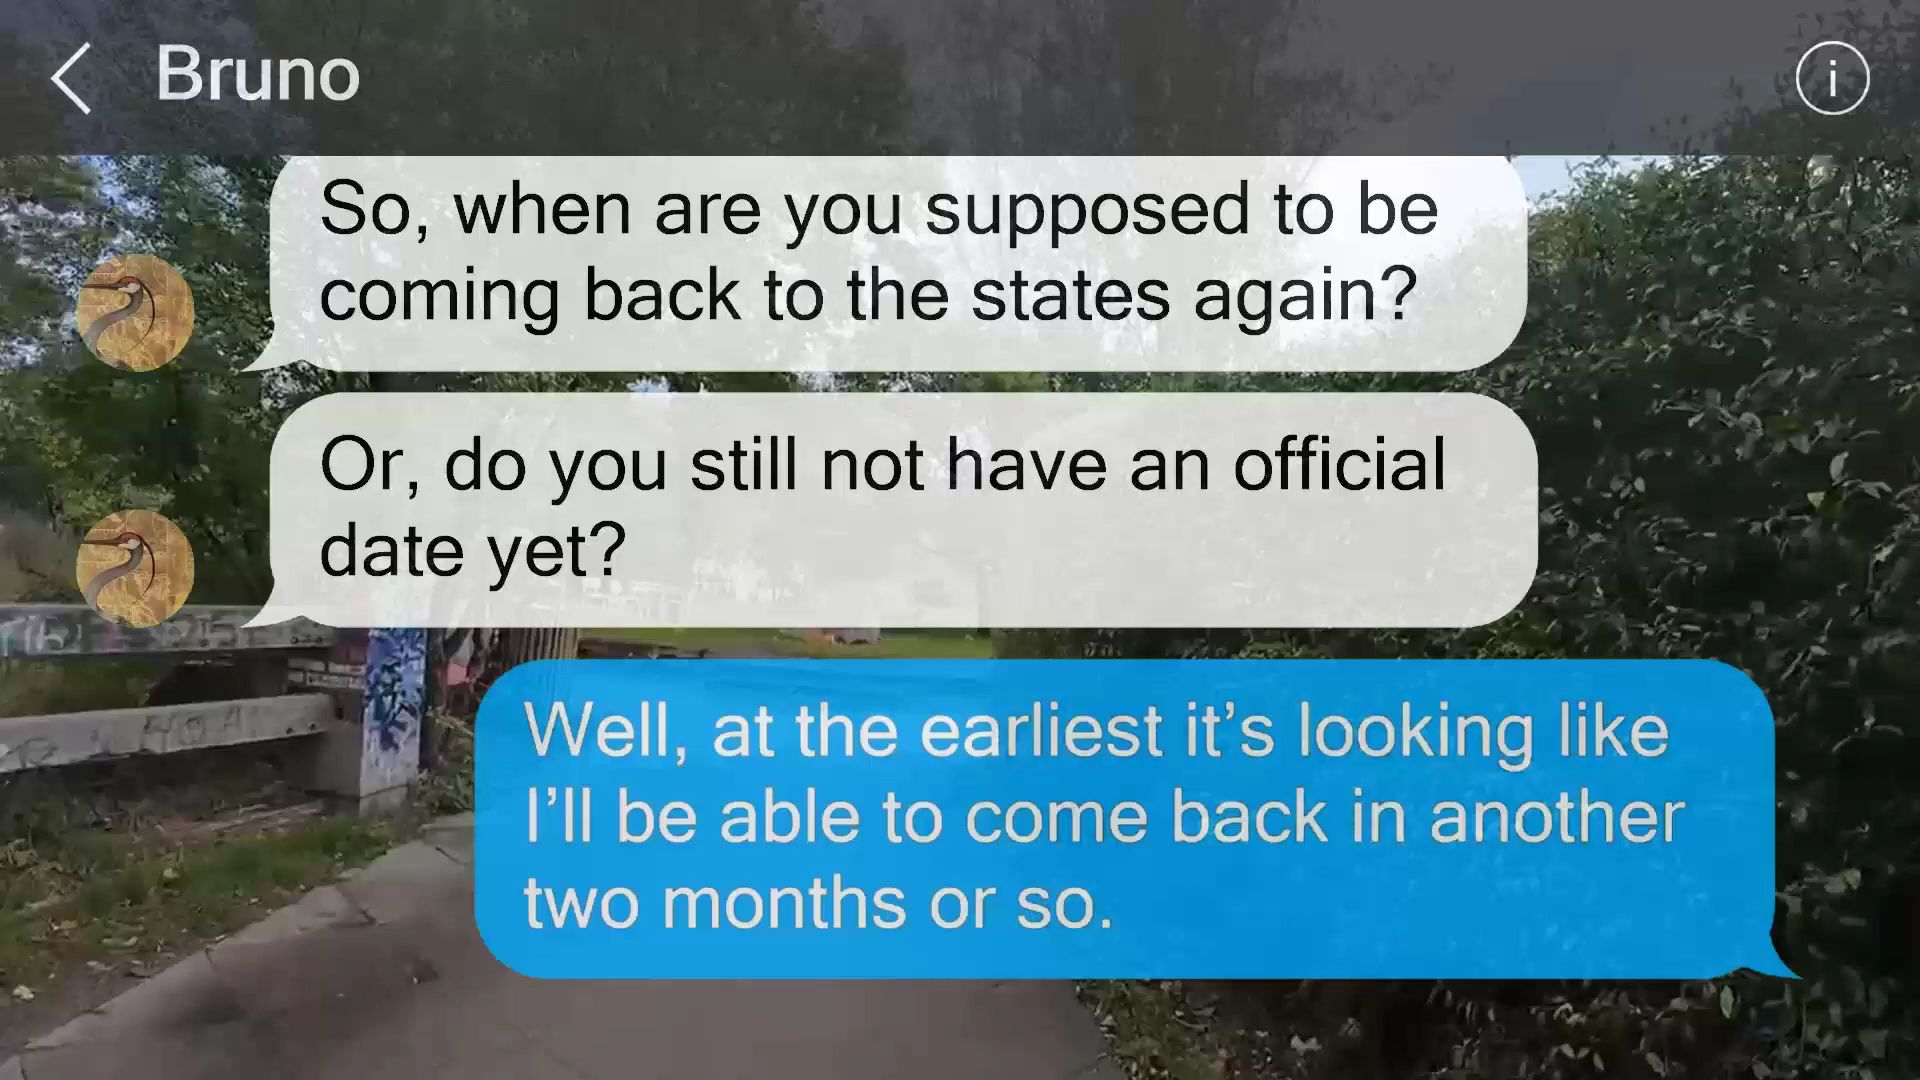 Bruno
So, when are you supposed to be
coming back to the states again?
Or, do you still not have an official
date yet?
Well, at the earliest it’s looking like
I’ll be able to come back in another
two months or so.